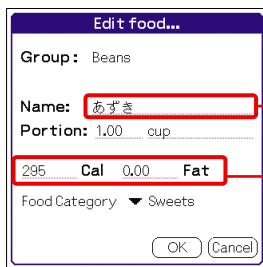 Edit food...
Group: Beans
Name: あずき
Portion: 1.00 cup
295 Cal 0.00 Fat
Food Category ▼ Sweets
OK Cancel